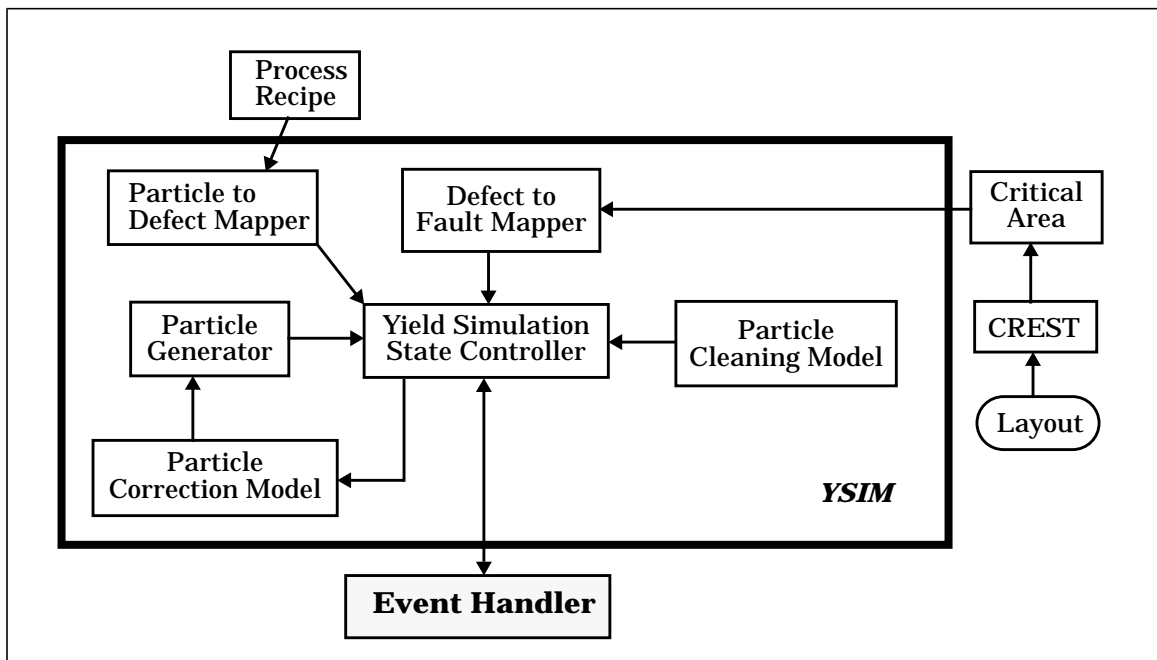 Process
Recipe
Particle to
Defect Mapper
Defect to
Fault Mapper
Critical
Area
Particle
Generator
Yield Simulation
State Controller
Particle
Cleaning Model
CREST
Layout
Particle
Correction Model
YSIM
Event Handler